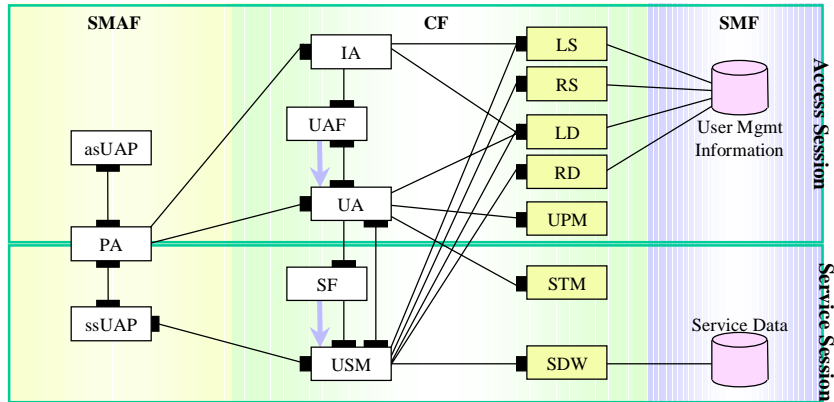 SMAF
CF
SMF
IA
LS
RS
UAF
LD
User Mgmt
Information
asUAP
RD
UA
UPM
PA
Access Session
SF
STM
ssUAP
Service Data
USM
SDW
Service Session